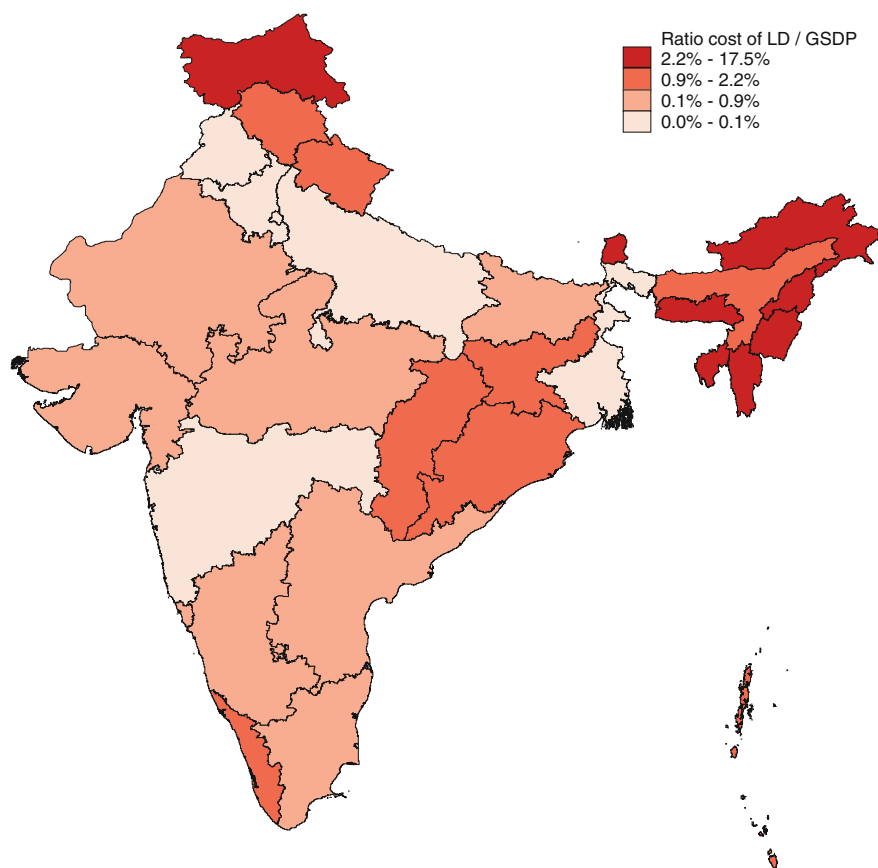 Ratio cost of LD / GSDP
2.2% - 17.5%
0.9% - 2.2%
0.1% - 0.9%
0.0% - 0.1%